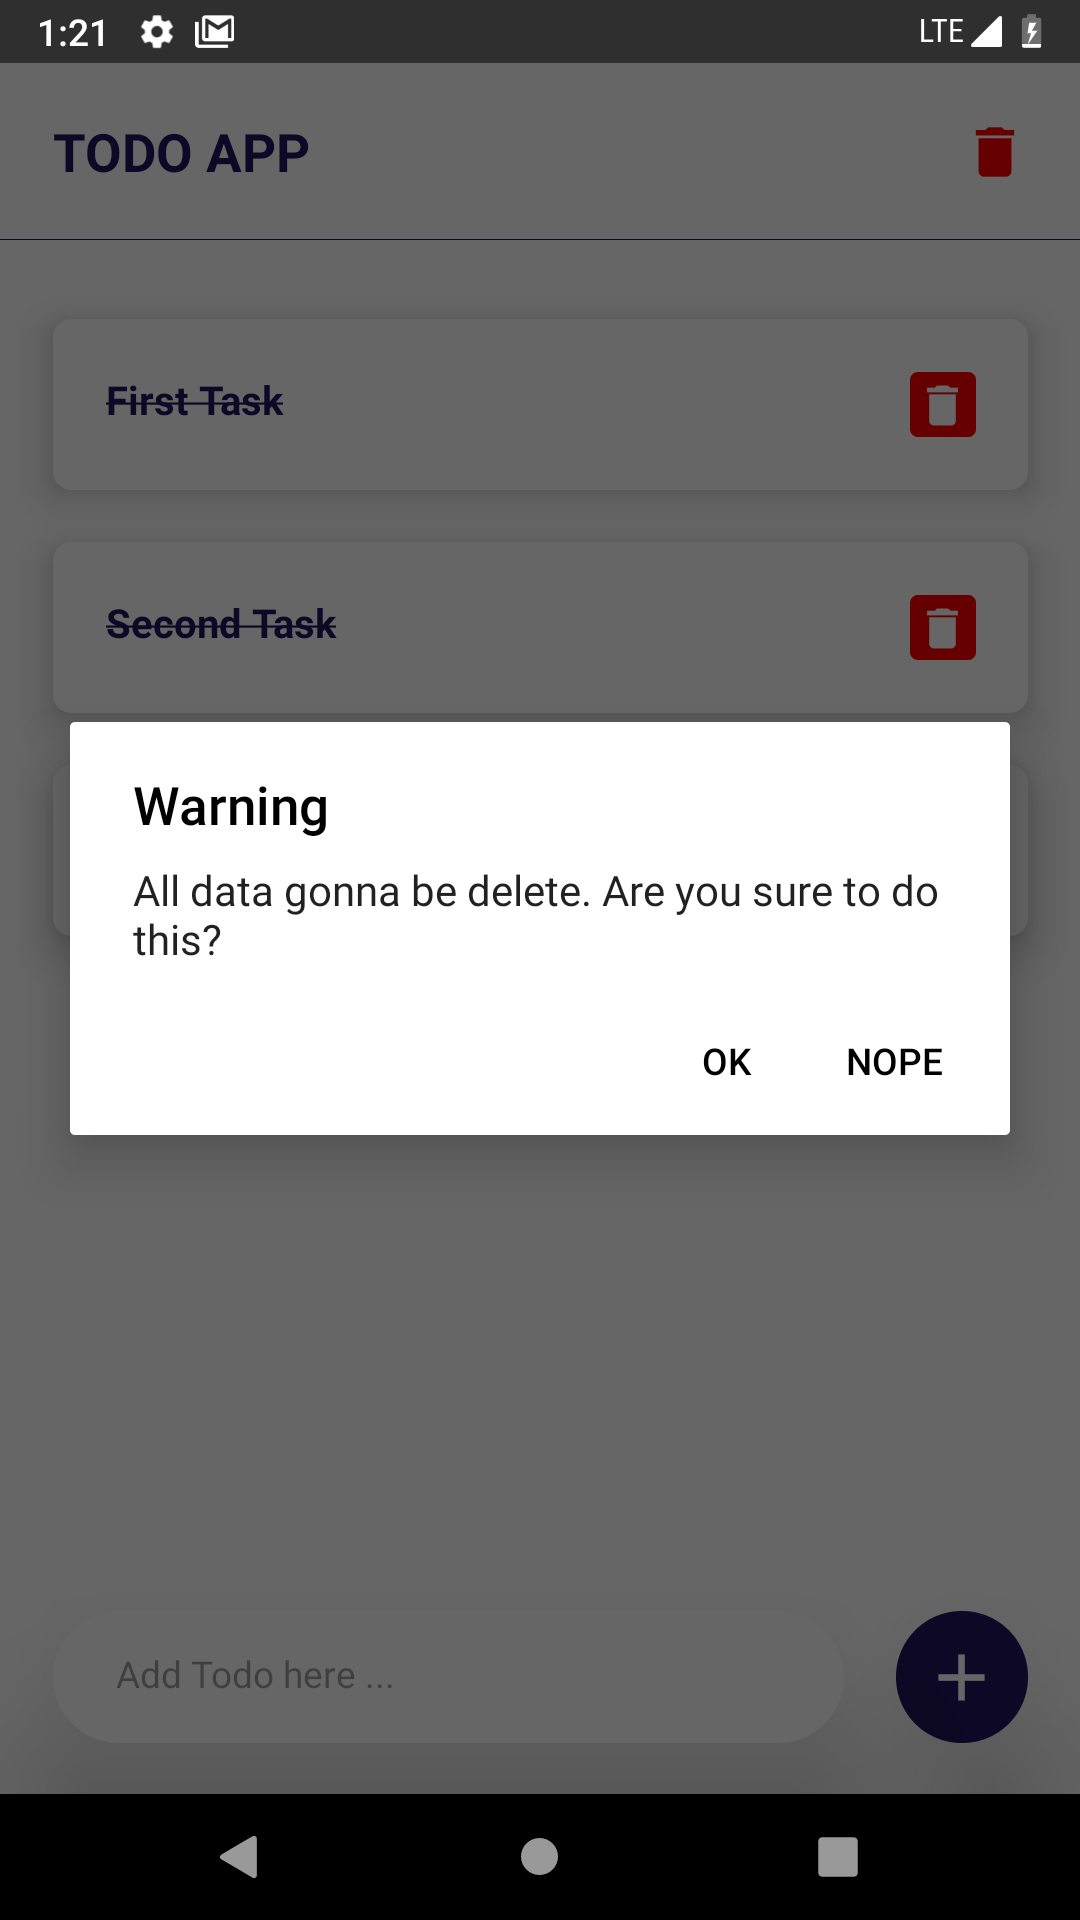 1:21 LTE
TODO APP
First Task
Second Task
Warning
All data gonna be delete. Are you sure to do
this?
OK NOPE
Add Todo here ...